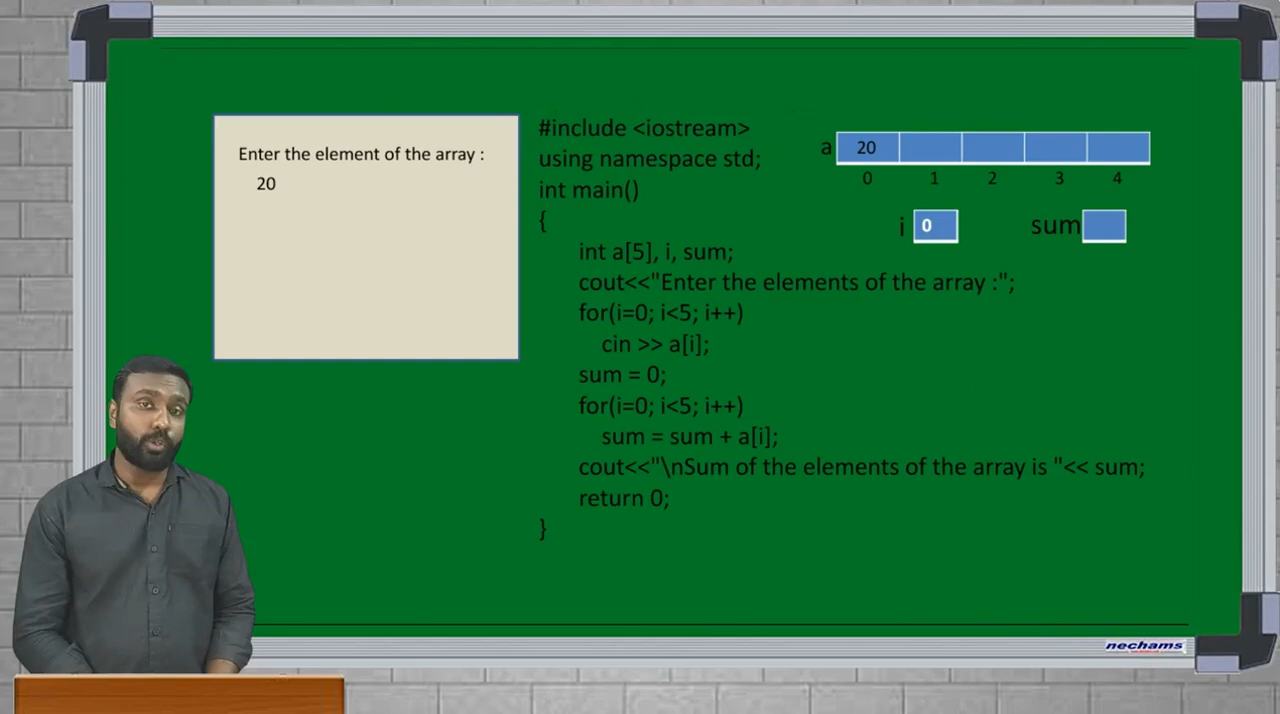 Enter the element of the array :
20
#include <iostream>
using namespace std;
int main()
{
int a[5], i, sum;
cout<<"Enter the elements of the array :";
for(i=0; i<5; i++)
cin >> a[i];
sum = 0;
for(i=0; i<5; i++)
sum = sum + a[i];
cout<<"\nSum of the elements of the array is "<< sum;
return 0;
}
a 20
0 1 2 3 4
i 0 sum
nechams